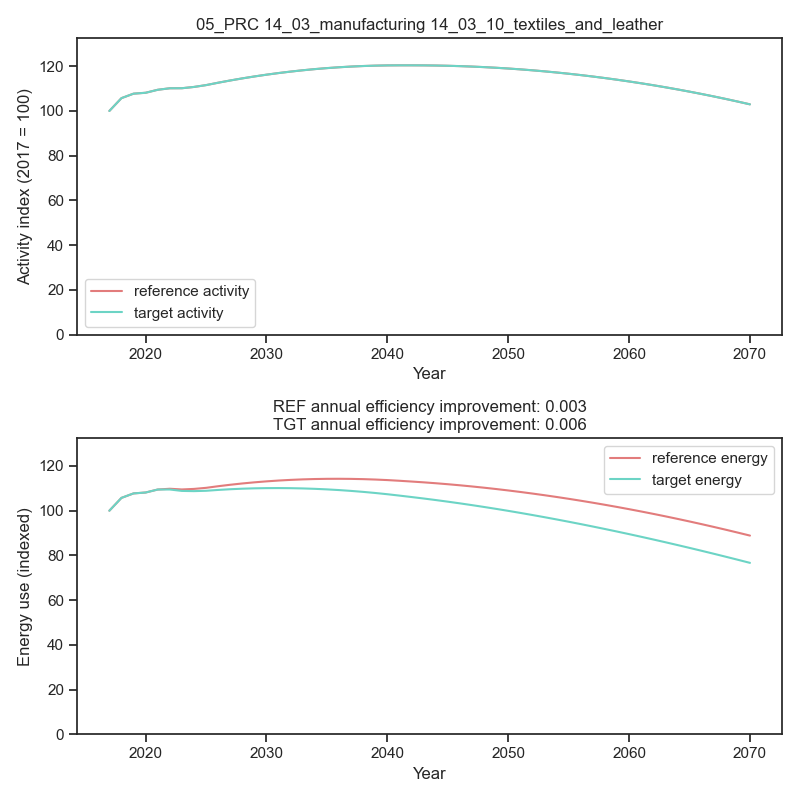 05_PRC 14_03_manufacturing 14_03_10_textiles_and_leather
Activity index (2017 = 100)
120
100
80
60
40
20
0
reference activity
target activity
2020 2030 2040 2050 2060 2070
Year
REF annual efficiency improvement: 0.003
TGT annual efficiency improvement: 0.006
Energy use (indexed)
120
100
80
60
40
20
0
reference energy
target energy
2020 2030 2040 2050 2060 2070
Year